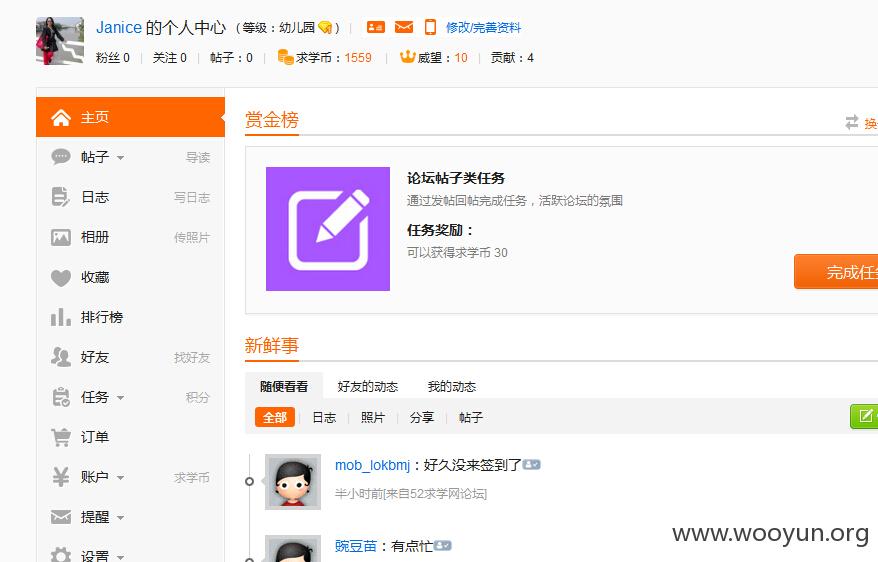 Janice 的个人中心 （等级：幼儿园） 修改/完善资料
粉丝 0 关注 0 帖子：0 求学币：1559 威望：10 贡献：4
主页
帖子 导读
日志 写日志
相册 传照片
收藏
排行榜
好友 找好友
任务 积分
订单
账户 求学币
提醒
设置
赏金榜 换
论坛帖子类任务
通过发帖回帖完成任务，活跃论坛的氛围
任务奖励：
可以获得求学币 30
完成任
新鲜事
随便看看 好友的动态 我的动态
全部 日志 照片 分享 帖子
mob_lokbmj：好久没来签到了
半小时前[来自52求学网论坛]
豌豆苗：有点忙
www.wooyun.org